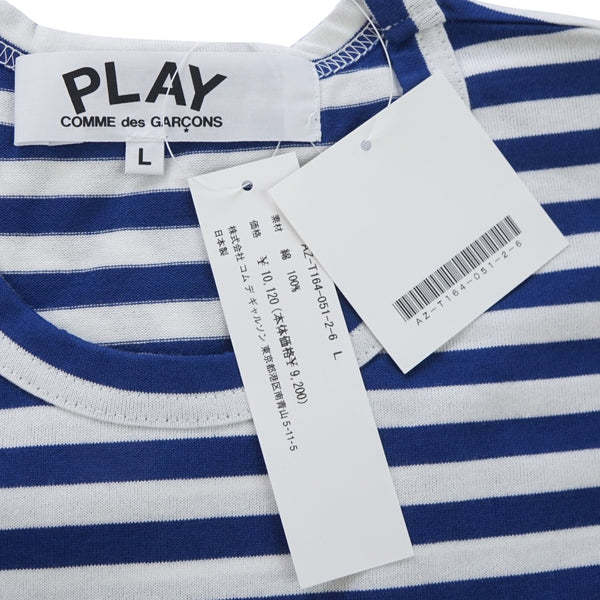 PLAY
COMME des GARÇONS
L
AZ-T164-051-2-6 L
素材 綿 100%
価格 ¥ 10,120(本体価格¥ 9,200)
株式会社 コム デ ギャルソン 東京都港区南青山 5-11-5
日本製
AZ-T164-051-2-6